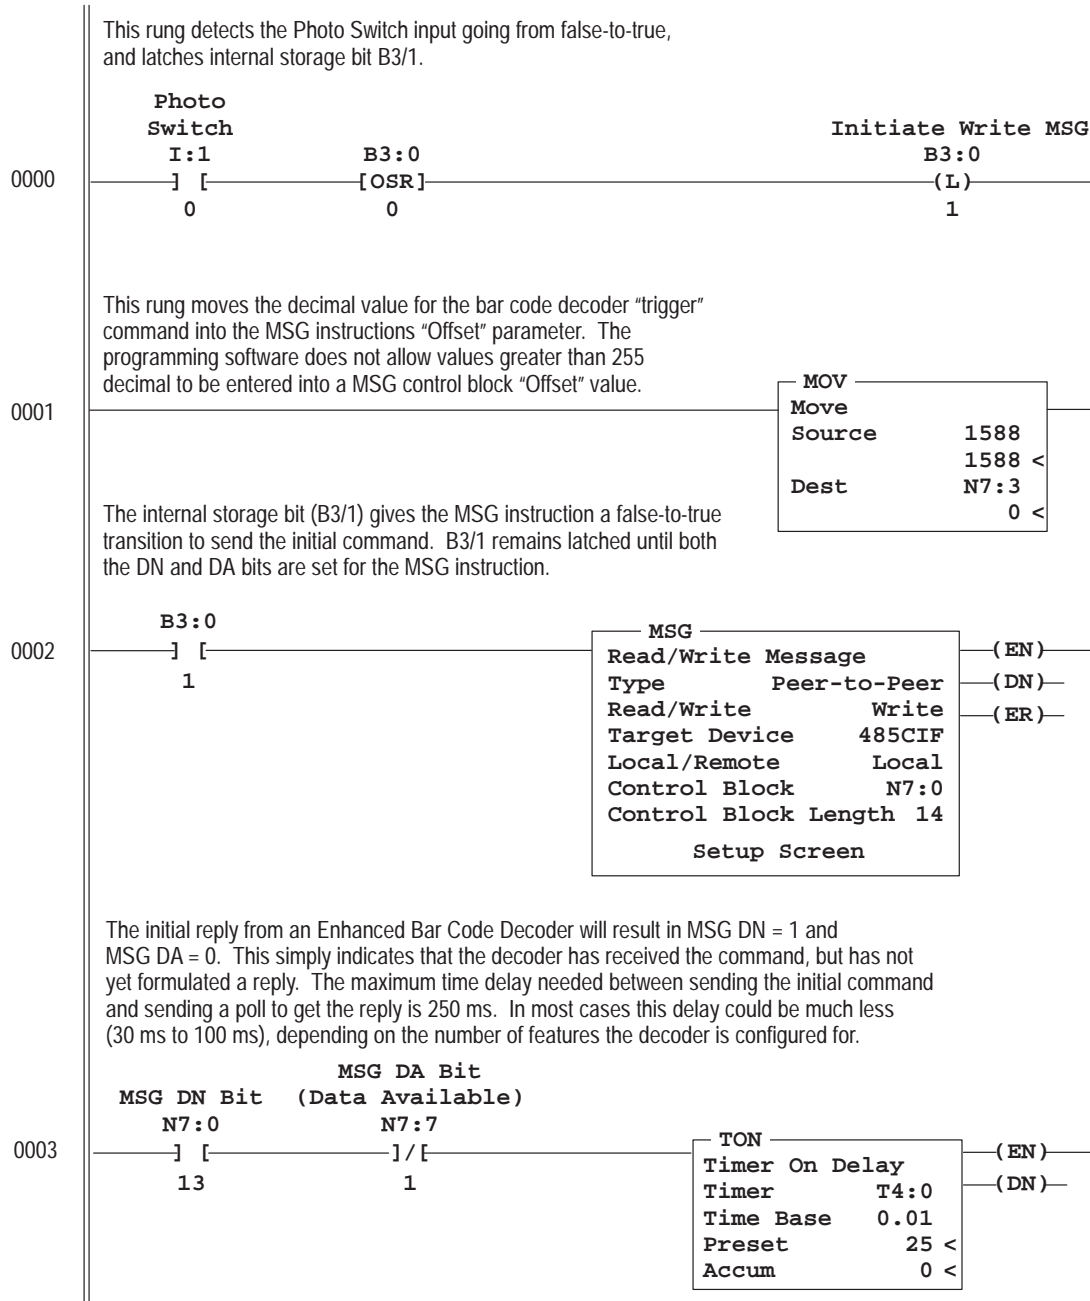 This rung detects the Photo Switch input going from false-to-true,
and latches internal storage bit B3/1.
Photo
Switch Initiate Write MSG
I:1 B3:0 B3:0
0000 ] [ [OSR] (L)
0 0 1
This rung moves the decimal value for the bar code decoder “trigger”
command into the MSG instructions “Offset” parameter. The
programming software does not allow values greater than 255
decimal to be entered into a MSG control block “Offset” value.
0001
MOV
Move
Source 1588
1588 <
Dest N7:3
0 <
The internal storage bit (B3/1) gives the MSG instruction a false-to-true
transition to send the initial command. B3/1 remains latched until both
the DN and DA bits are set for the MSG instruction.
B3:0
0002 ] [
1
MSG
Read/Write Message (EN)
Type Peer-to-Peer (DN)
Read/Write Write (ER)
Target Device 485CIF
Local/Remote Local
Control Block N7:0
Control Block Length 14
Setup Screen
The initial reply from an Enhanced Bar Code Decoder will result in MSG DN = 1 and
MSG DA = 0. This simply indicates that the decoder has received the command, but has not
yet formulated a reply. The maximum time delay needed between sending the initial command
and sending a poll to get the reply is 250 ms. In most cases this delay could be much less
(30 ms to 100 ms), depending on the number of features the decoder is configured for.
MSG DA Bit
MSG DN Bit (Data Available)
N7:0 N7:7
0003 ] [ ]/[
13 1
TON
Timer On Delay (EN)
Timer T4:0 (DN)
Time Base 0.01
Preset 25 <
Accum 0 <